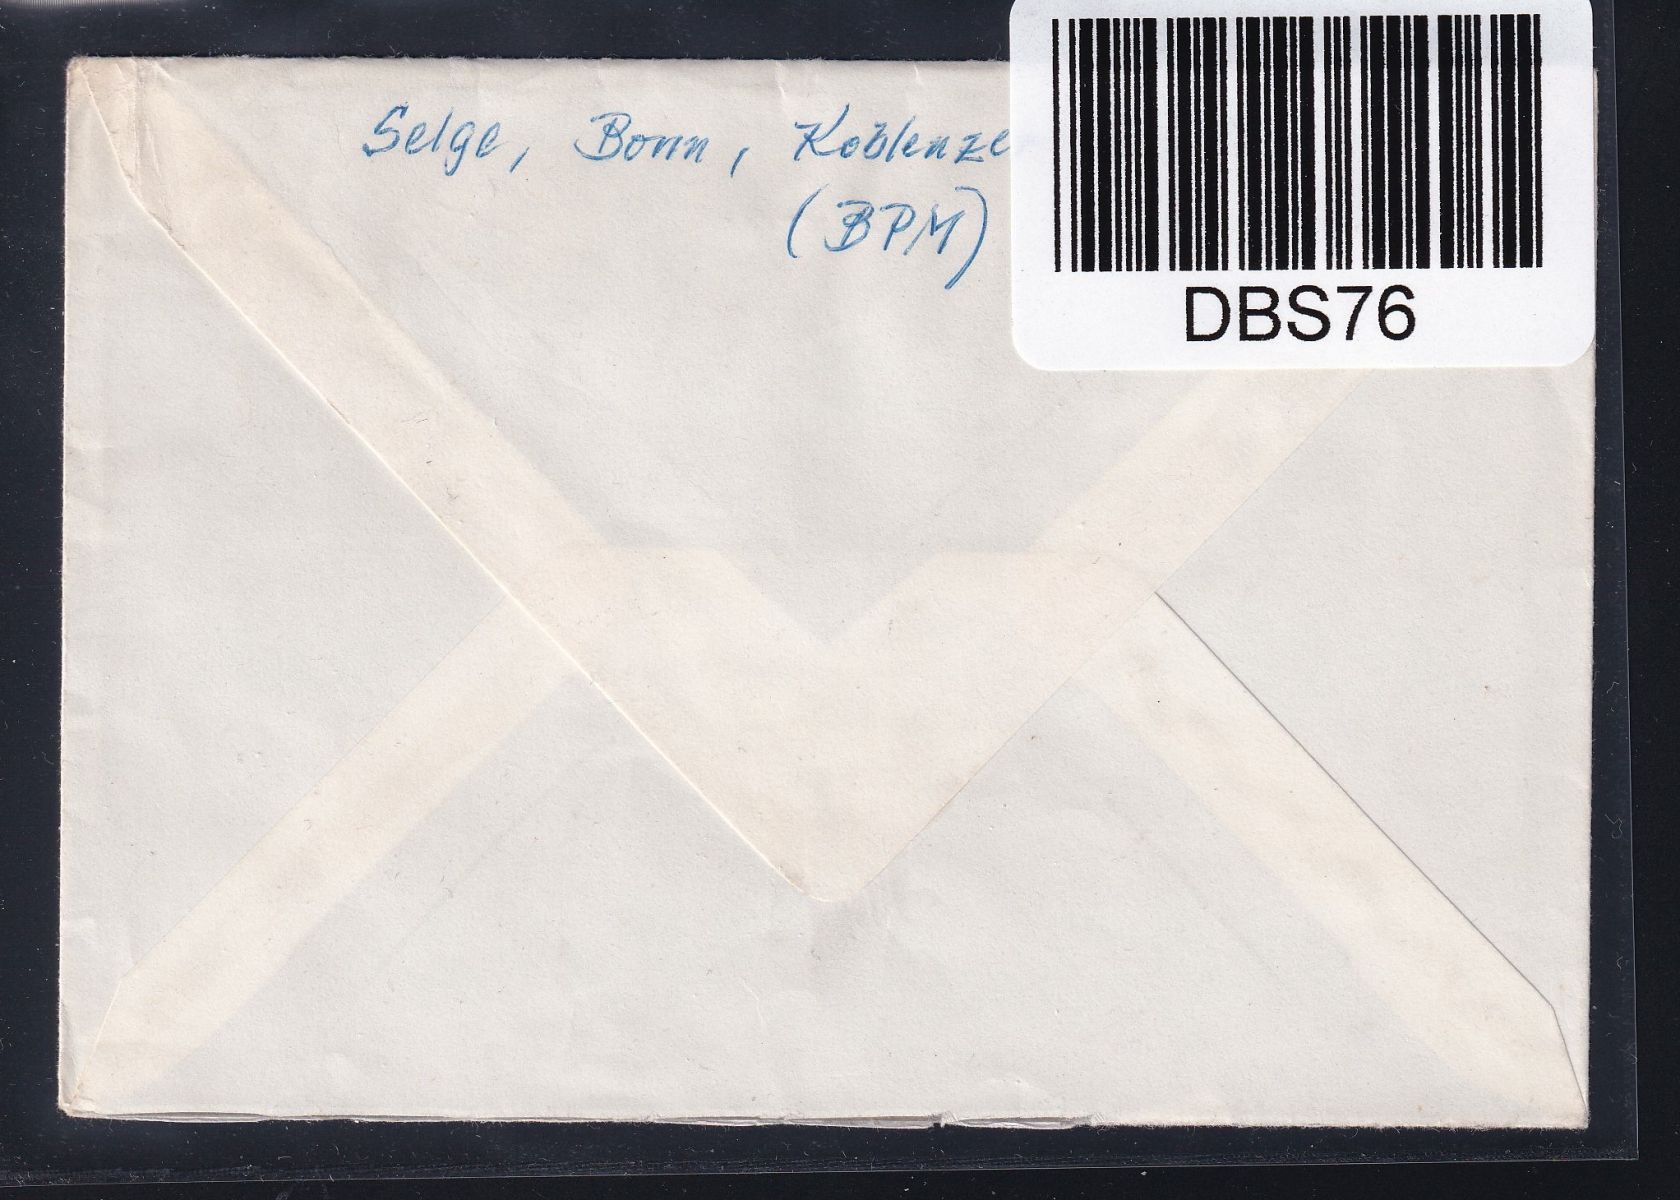 Selge, Bonn, Koblenze
(BPM)
DBS76